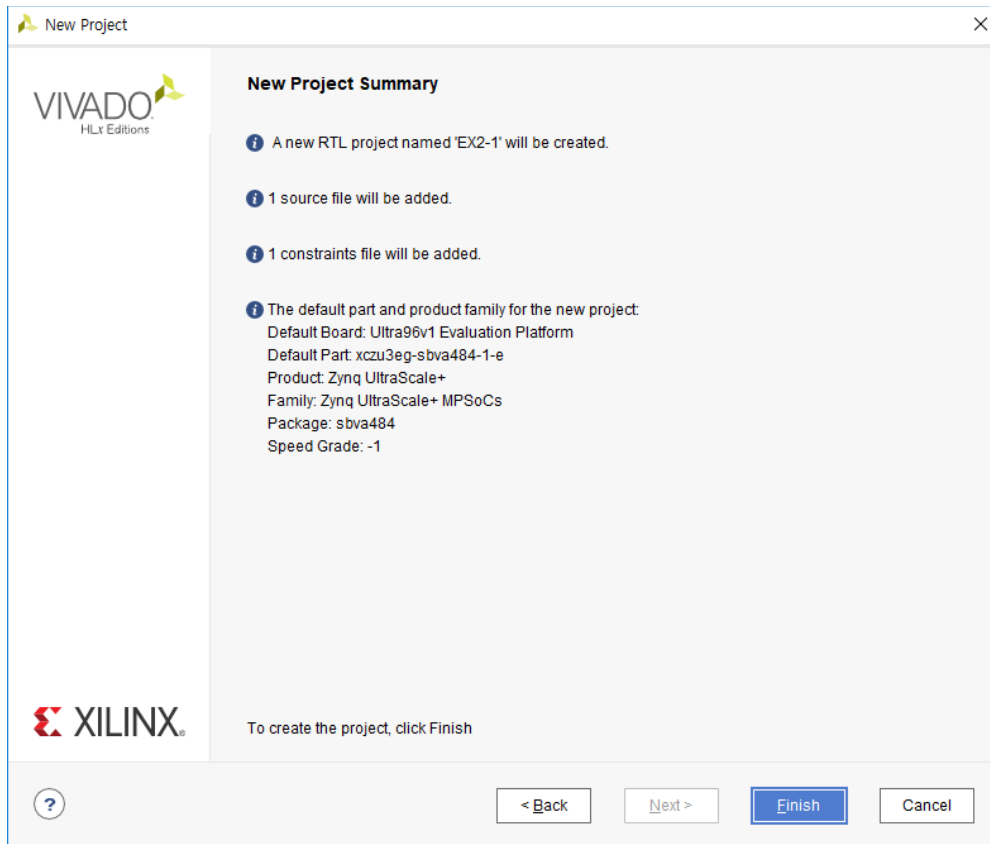 New Project
VIVADO.
HLx Editions
New Project Summary
A new RTL project named 'EX2-1' will be created.
1 source file will be added.
1 constraints file will be added.
The default part and product family for the new project:
Default Board: Ultra96v1 Evaluation Platform
Default Part: xczu3eg-sbva484-1-e
Product: Zynq UltraScale+
Family: Zynq UltraScale+ MPSoCs
Package: sbva484
Speed Grade: -1
XILINX®
To create the project, click Finish
?
< Back
Next >
Finish
Cancel